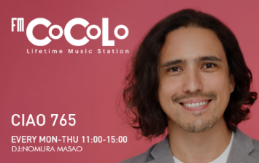 FM COCOLO
Lifetime Music Station
CIAO 765
EVERY MON-THU 11:00-15:00
DJ:NOMURA MASAO